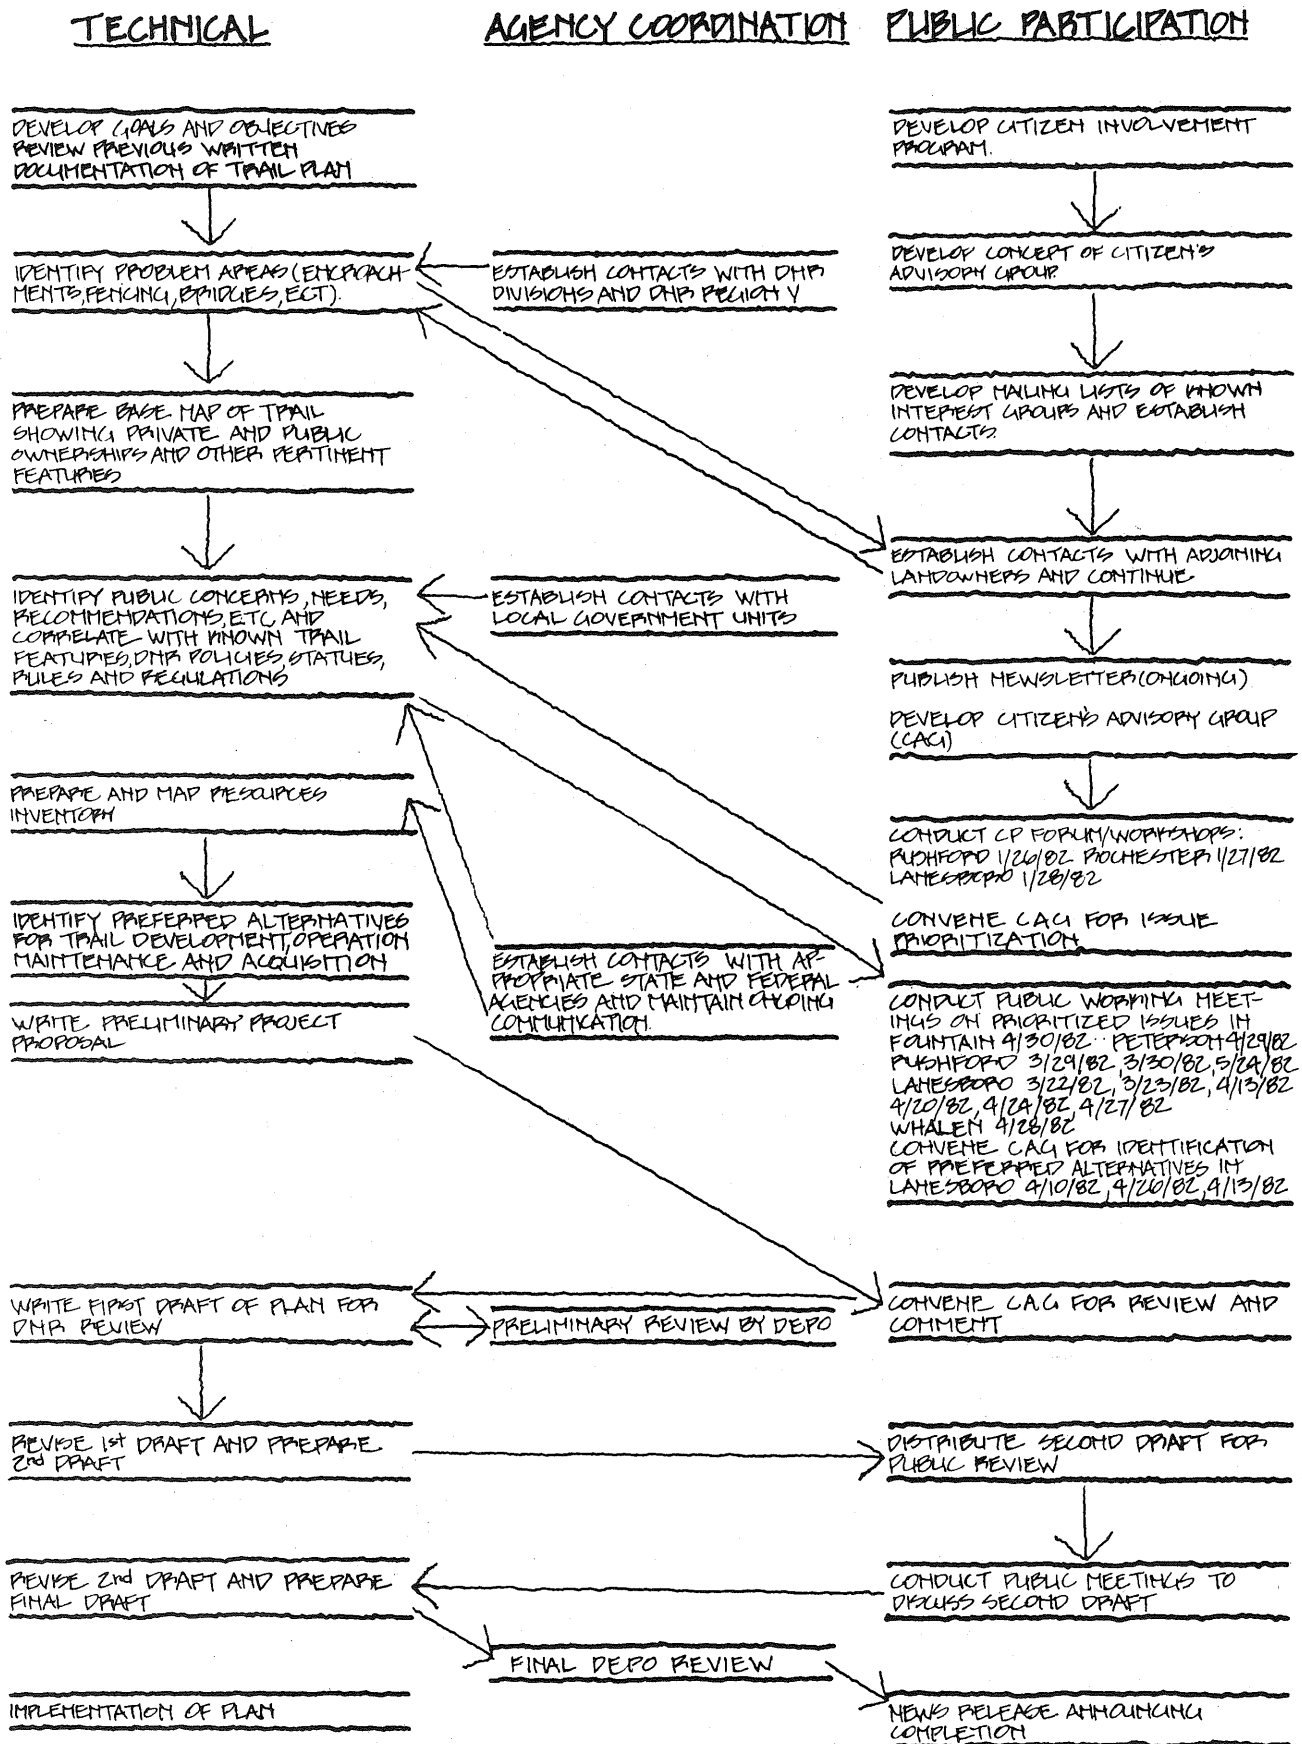 TECHNICAL
DEVELOP GOALS AND OBJECTIVES
REVIEW PREVIOUS WRITTEN
DOCUMENTATION OF TRAIL PLAN
IDENTIFY PROBLEM AREAS (ENCROACH-
MENTS, FENCING, BRIDGES, ECT).
PREPARE BASE MAP OF TRAIL
SHOWING PRIVATE AND PUBLIC
OWNERSHIPS AND OTHER PERTINENT
FEATURES
IDENTIFY PUBLIC CONCERNS, NEEDS,
RECOMMENDATIONS, ETC AND
CORRELATE WITH KNOWN TRAIL
FEATURES, DNR POLICIES, STATUES,
RULES AND REGULATIONS
PREPARE AND MAP RESOURCES
INVENTORY
IDENTIFY PREFERRED ALTERNATIVES
FOR TRAIL DEVELOPMENT, OPERATION
MAINTENANCE AND ACQUISITION
WRITE PRELIMINARY PROJECT
PROPOSAL
WRITE FIRST DRAFT OF PLAN FOR
DNR REVIEW
REVISE 1st DRAFT AND PREPARE
2nd DRAFT
REVISE 2nd DRAFT AND PREPARE
FINAL DRAFT
IMPLEMENTATION OF PLAN
AGENCY COORDINATION
ESTABLISH CONTACTS WITH DNR
DIVISIONS AND DNR REGION V
ESTABLISH CONTACTS WITH
LOCAL GOVERNMENT UNITS
ESTABLISH CONTACTS WITH AP-
PROPRIATE STATE AND FEDERAL
AGENCIES AND MAINTAIN ONGOING
COMMUNICATION.
PRELIMINARY REVIEW BY DEPO
FINAL DEPO REVIEW
PUBLIC PARTICIPATION
DEVELOP CITIZEN INVOLVEMENT
PROGRAM.
DEVELOP CONCEPT OF CITIZEN'S
ADVISORY GROUP.
DEVELOP MAILING LISTS OF KNOWN
INTEREST GROUPS AND ESTABLISH
CONTACTS.
ESTABLISH CONTACTS WITH ADJOINING
LANDOWNERS AND CONTINUE
PUBLISH NEWSLETTER (ONGOING)
DEVELOP CITIZEN'S ADVISORY GROUP
(CAG)
CONDUCT CP FORUM/WORKSHOPS:
RUSHFORD 1/26/82 ROCHESTER 1/27/82
LANESBORO 1/28/82
CONVENE CAG FOR ISSUE
PRIORITIZATION
CONDUCT PUBLIC WORKING MEET-
INGS ON PRIORITIZED ISSUES IN
FOUNTAIN 4/30/82 PETERSON 4/29/82
RUSHFORD 3/29/82, 3/30/82, 5/24/82
LANESBORO 3/22/82, 3/23/82, 4/13/82
4/20/82, 4/24/82, 4/27/82
WHALEN 4/28/82
CONVENE CAG FOR IDENTIFICATION
OF PREFERRED ALTERNATIVES IN
LANESBORO 4/10/82, 4/26/82, 4/13/82
CONVENE CAG FOR REVIEW AND
COMMENT
DISTRIBUTE SECOND DRAFT FOR
PUBLIC REVIEW
CONDUCT PUBLIC MEETINGS TO
DISCUSS SECOND DRAFT
NEWS RELEASE ANNOUNCING
COMPLETION